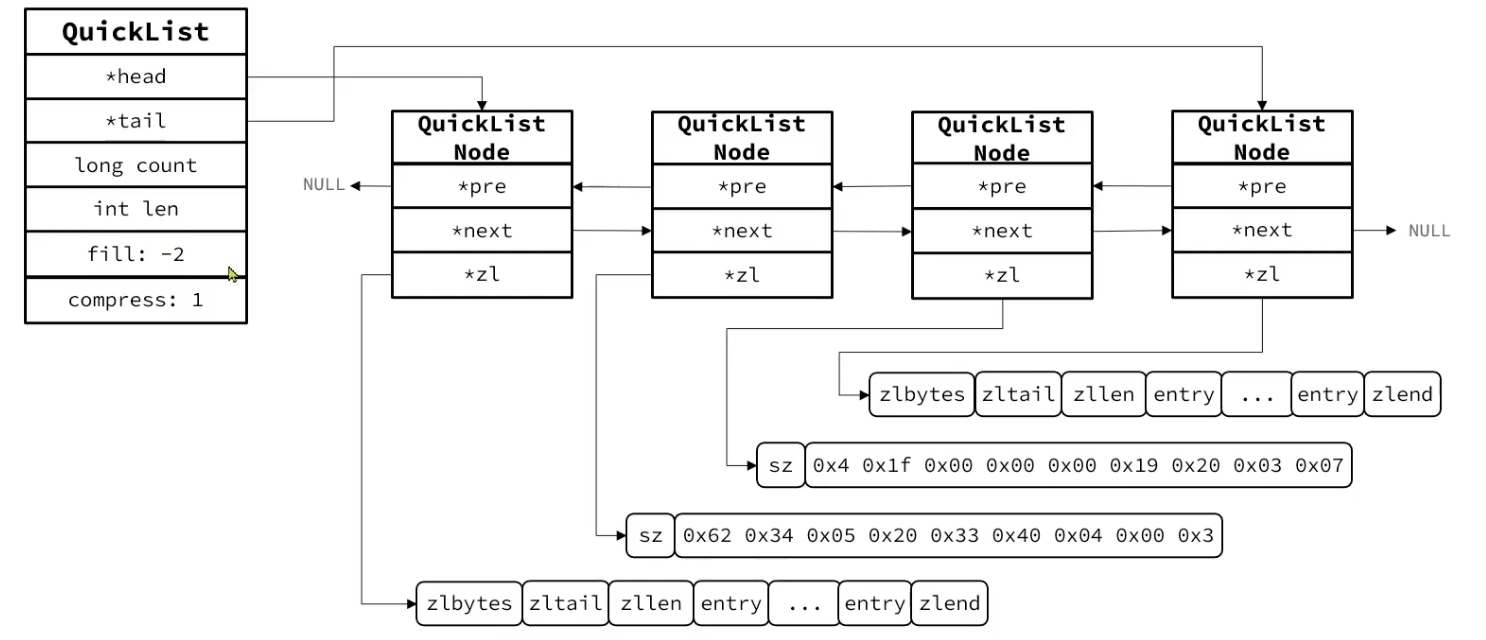 QuickList
*head
*tail
long count
int len
fill: -2
compress: 1
QuickList
Node
*pre
*next
*zl
QuickList
Node
*pre
*next
*zl
QuickList
Node
*pre
*next
*zl
QuickList
Node
*pre
*next
*zl
NULL
NULL
zlbytes zltail zllen entry ... entry zlend
sz 0x4 0x1f 0x00 0x00 0x00 0x19 0x20 0x03 0x07
sz 0x62 0x34 0x05 0x20 0x33 0x40 0x04 0x00 0x3
zlbytes zltail zllen entry ... entry zlend